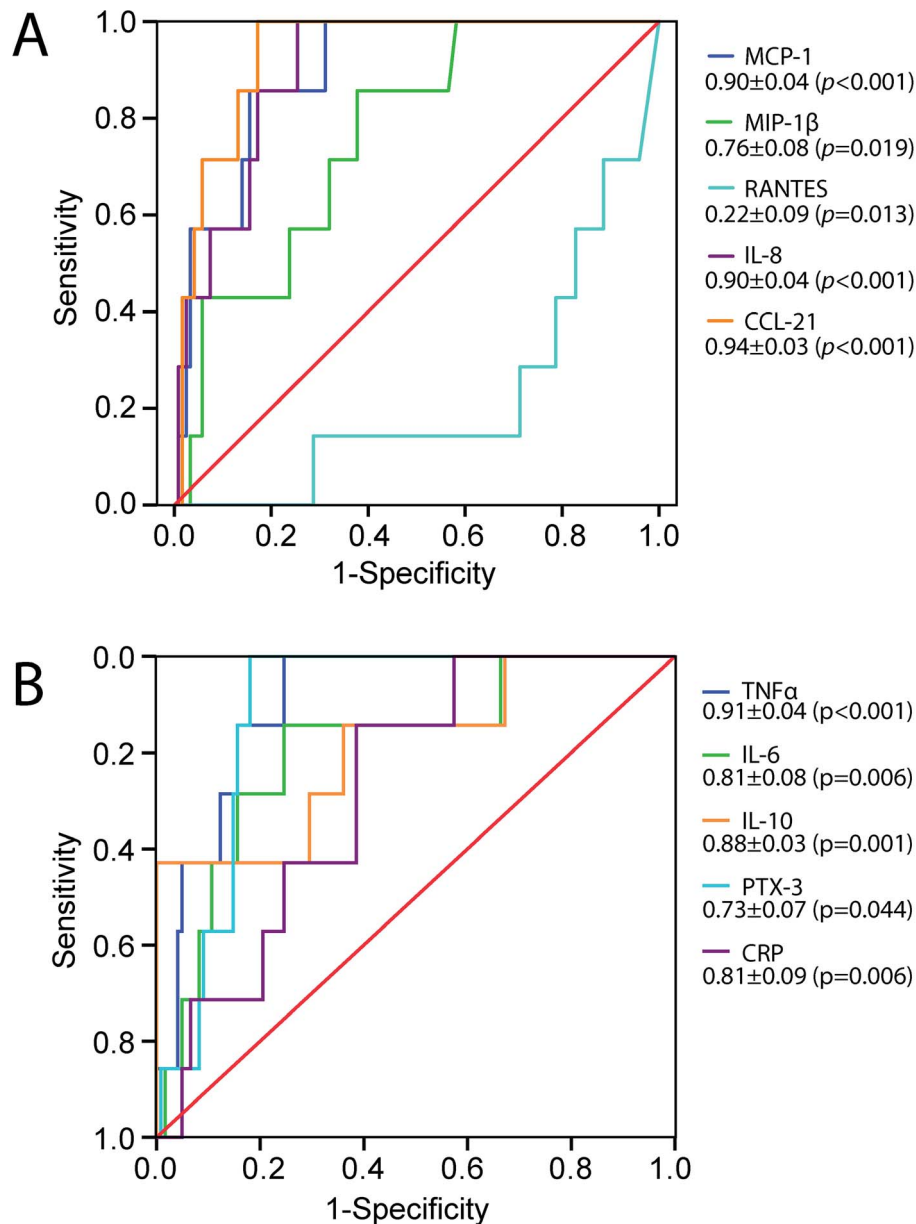 A
1.0
0.8
0.6
0.4
0.2
0.0
Sensitivity
0.0 0.2 0.4 0.6 0.8 1.0
1-Specificity
MCP-1
0.90±0.04 (p<0.001)
MIP-1β
0.76±0.08 (p=0.019)
RANTES
0.22±0.09 (p=0.013)
IL-8
0.90±0.04 (p<0.001)
CCL-21
0.94±0.03 (p<0.001)
B
0.0
0.2
0.4
0.6
0.8
1.0
Sensitivity
0.0 0.2 0.4 0.6 0.8 1.0
1-Specificity
TNFα
0.91±0.04 (p<0.001)
IL-6
0.81±0.08 (p=0.006)
IL-10
0.88±0.03 (p=0.001)
PTX-3
0.73±0.07 (p=0.044)
CRP
0.81±0.09 (p=0.006)